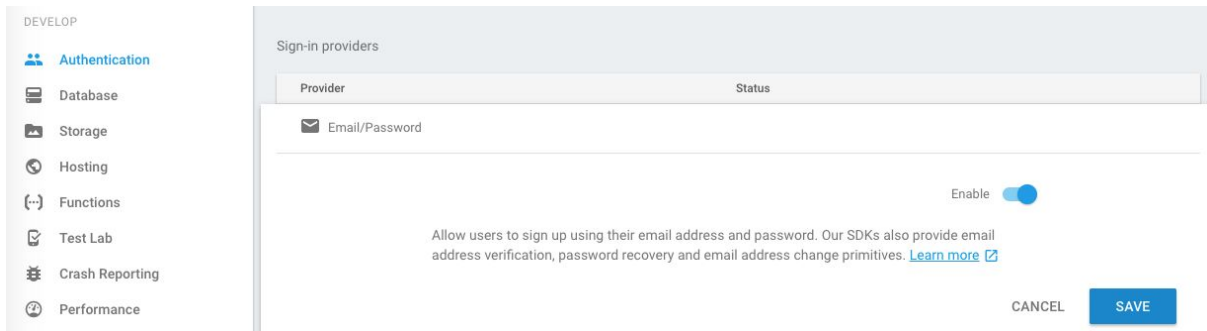 DEVELOP
Authentication
Database
Storage
Hosting
Functions
Test Lab
Crash Reporting
Performance
Sign-in providers
Provider Status
Email/Password
Enable
Allow users to sign up using their email address and password. Our SDKs also provide email
address verification, password recovery and email address change primitives. Learn more
CANCEL SAVE